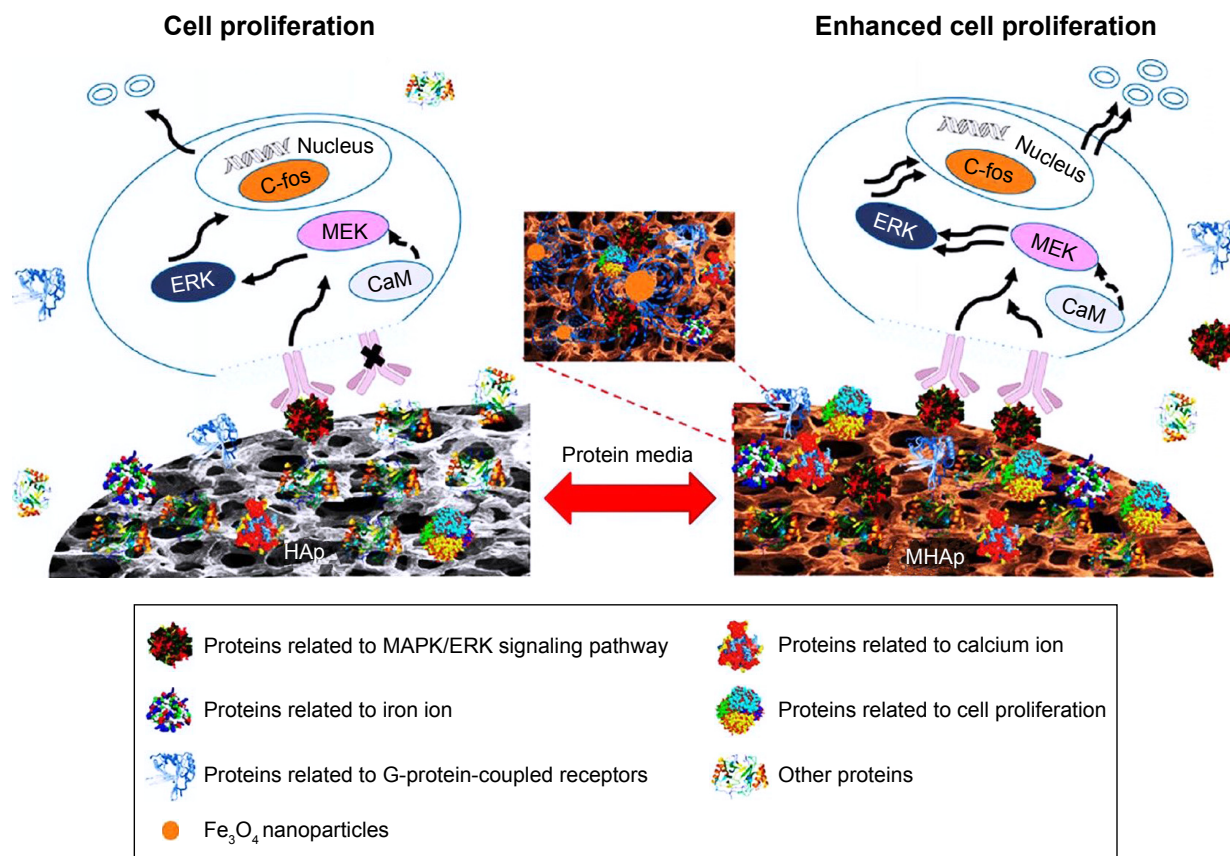 Cell proliferation
Enhanced cell proliferation
Nucleus
C-fos
MEK
ERK
CaM
Nucleus
C-fos
ERK
MEK
CaM
Protein media
HAp
MHAp
Proteins related to MAPK/ERK signaling pathway
Proteins related to calcium ion
Proteins related to iron ion
Proteins related to cell proliferation
Proteins related to G-protein-coupled receptors
Other proteins
Fe₃O₄ nanoparticles